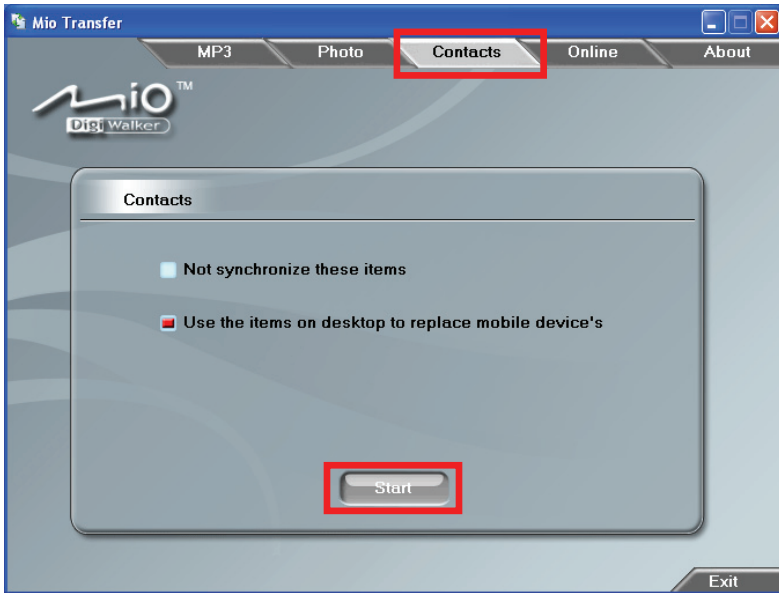 Mio Transfer
MP3 Photo Contacts Online About
Mio™
DigiWalker
Contacts
Not synchronize these items
Use the items on desktop to replace mobile device's
Start
Exit